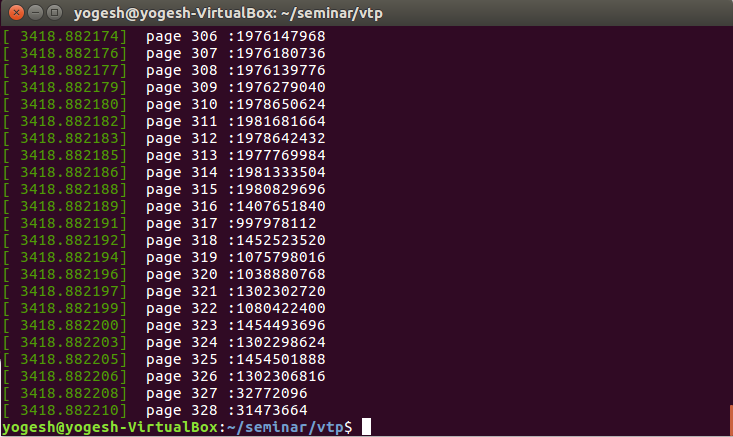 yogesh@yogesh-VirtualBox: ~/seminar/vtp
[ 3418.882174]  page 306 :1976147968
[ 3418.882176]  page 307 :1976180736
[ 3418.882177]  page 308 :1976139776
[ 3418.882179]  page 309 :1976279040
[ 3418.882180]  page 310 :1978650624
[ 3418.882182]  page 311 :1981681664
[ 3418.882183]  page 312 :1978642432
[ 3418.882185]  page 313 :1977769984
[ 3418.882186]  page 314 :1981333504
[ 3418.882188]  page 315 :1980829696
[ 3418.882189]  page 316 :1407651840
[ 3418.882191]  page 317 :997978112
[ 3418.882192]  page 318 :1452523520
[ 3418.882194]  page 319 :1075798016
[ 3418.882196]  page 320 :1038880768
[ 3418.882197]  page 321 :1302302720
[ 3418.882199]  page 322 :1080422400
[ 3418.882200]  page 323 :1454493696
[ 3418.882203]  page 324 :1302298624
[ 3418.882205]  page 325 :1454501888
[ 3418.882206]  page 326 :1302306816
[ 3418.882208]  page 327 :32772096
[ 3418.882210]  page 328 :31473664
yogesh@yogesh-VirtualBox:~/seminar/vtp$